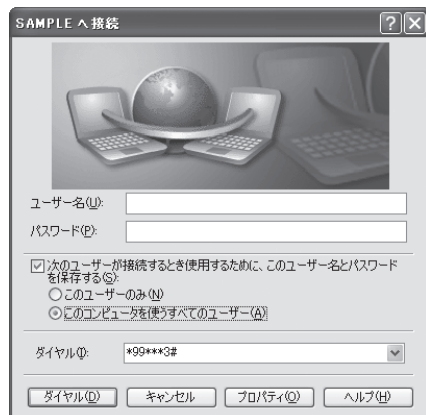 SAMPLE へ接続
ユーザー名(U):
パスワード(P):
次のユーザーが接続するとき使用するために、このユーザー名とパスワード
を保存する(S):
このユーザーのみ(N)
このコンピュータを使うすべてのユーザー(A)
ダイヤル(I):
*99***3#
ダイヤル(D) キャンセル プロパティ(O) ヘルプ(H)